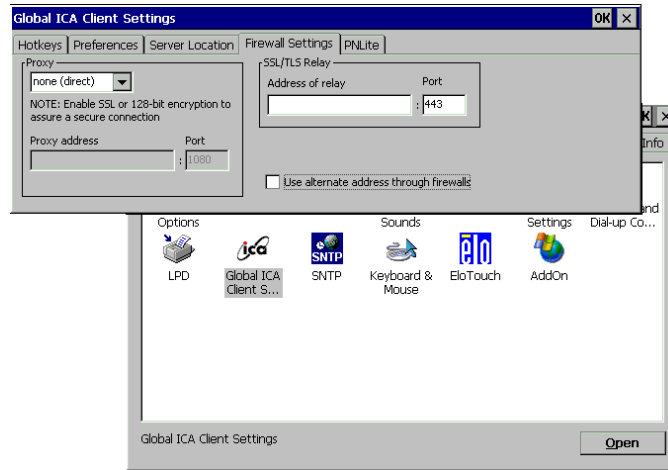 Global ICA Client Settings
OK
Hotkeys Preferences Server Location Firewall Settings PNLite
Proxy
none (direct)
NOTE: Enable SSL or 128-bit encryption to
assure a secure connection
Proxy address Port
: 1080
SSL/TLS Relay
Address of relay Port
: 443
Use alternate address through firewalls
K
Info
Options Sounds Settings and
Dial-up Co...
ica SNTP elo
LPD Global ICA
Client S...
SNTP Keyboard &
Mouse
EloTouch AddOn
Global ICA Client Settings
Open